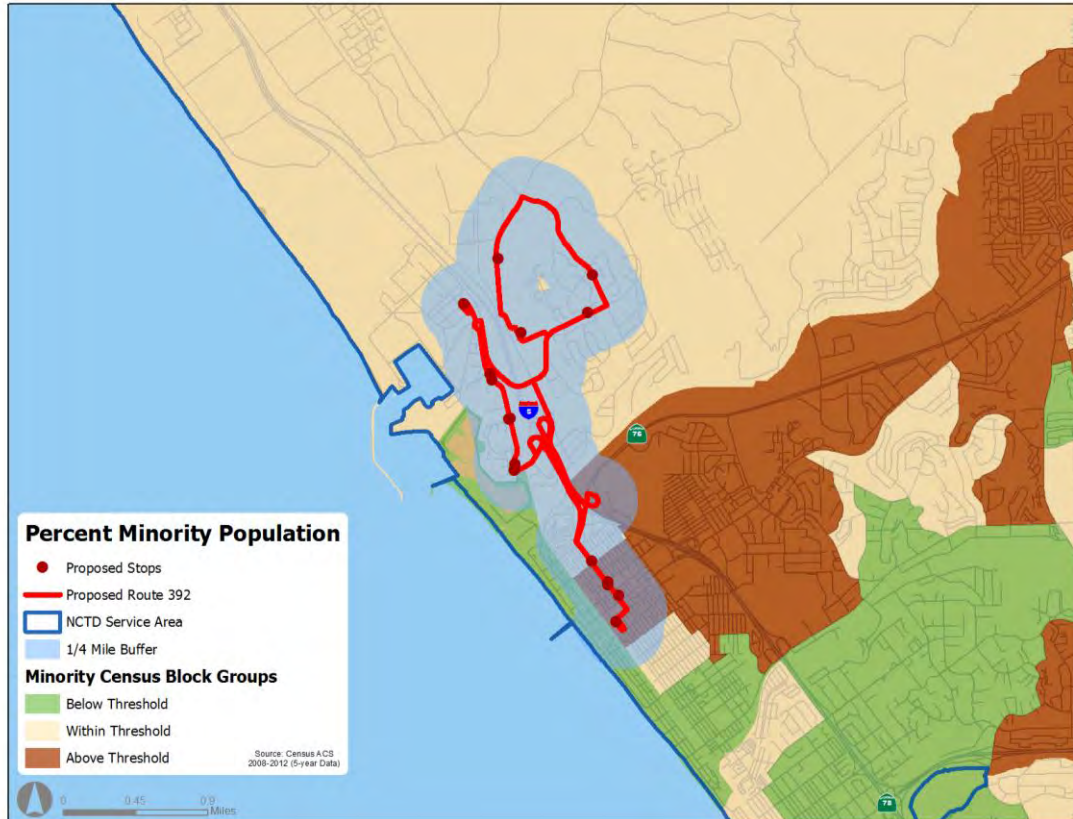 5
76
Percent Minority Population
Proposed Stops
Proposed Route 392
NCTD Service Area
1/4 Mile Buffer
Minority Census Block Groups
Below Threshold
Within Threshold
Above Threshold
Source: Census ACS
2008-2012 (5-year Data)
0 0.45 0.9
Miles
78